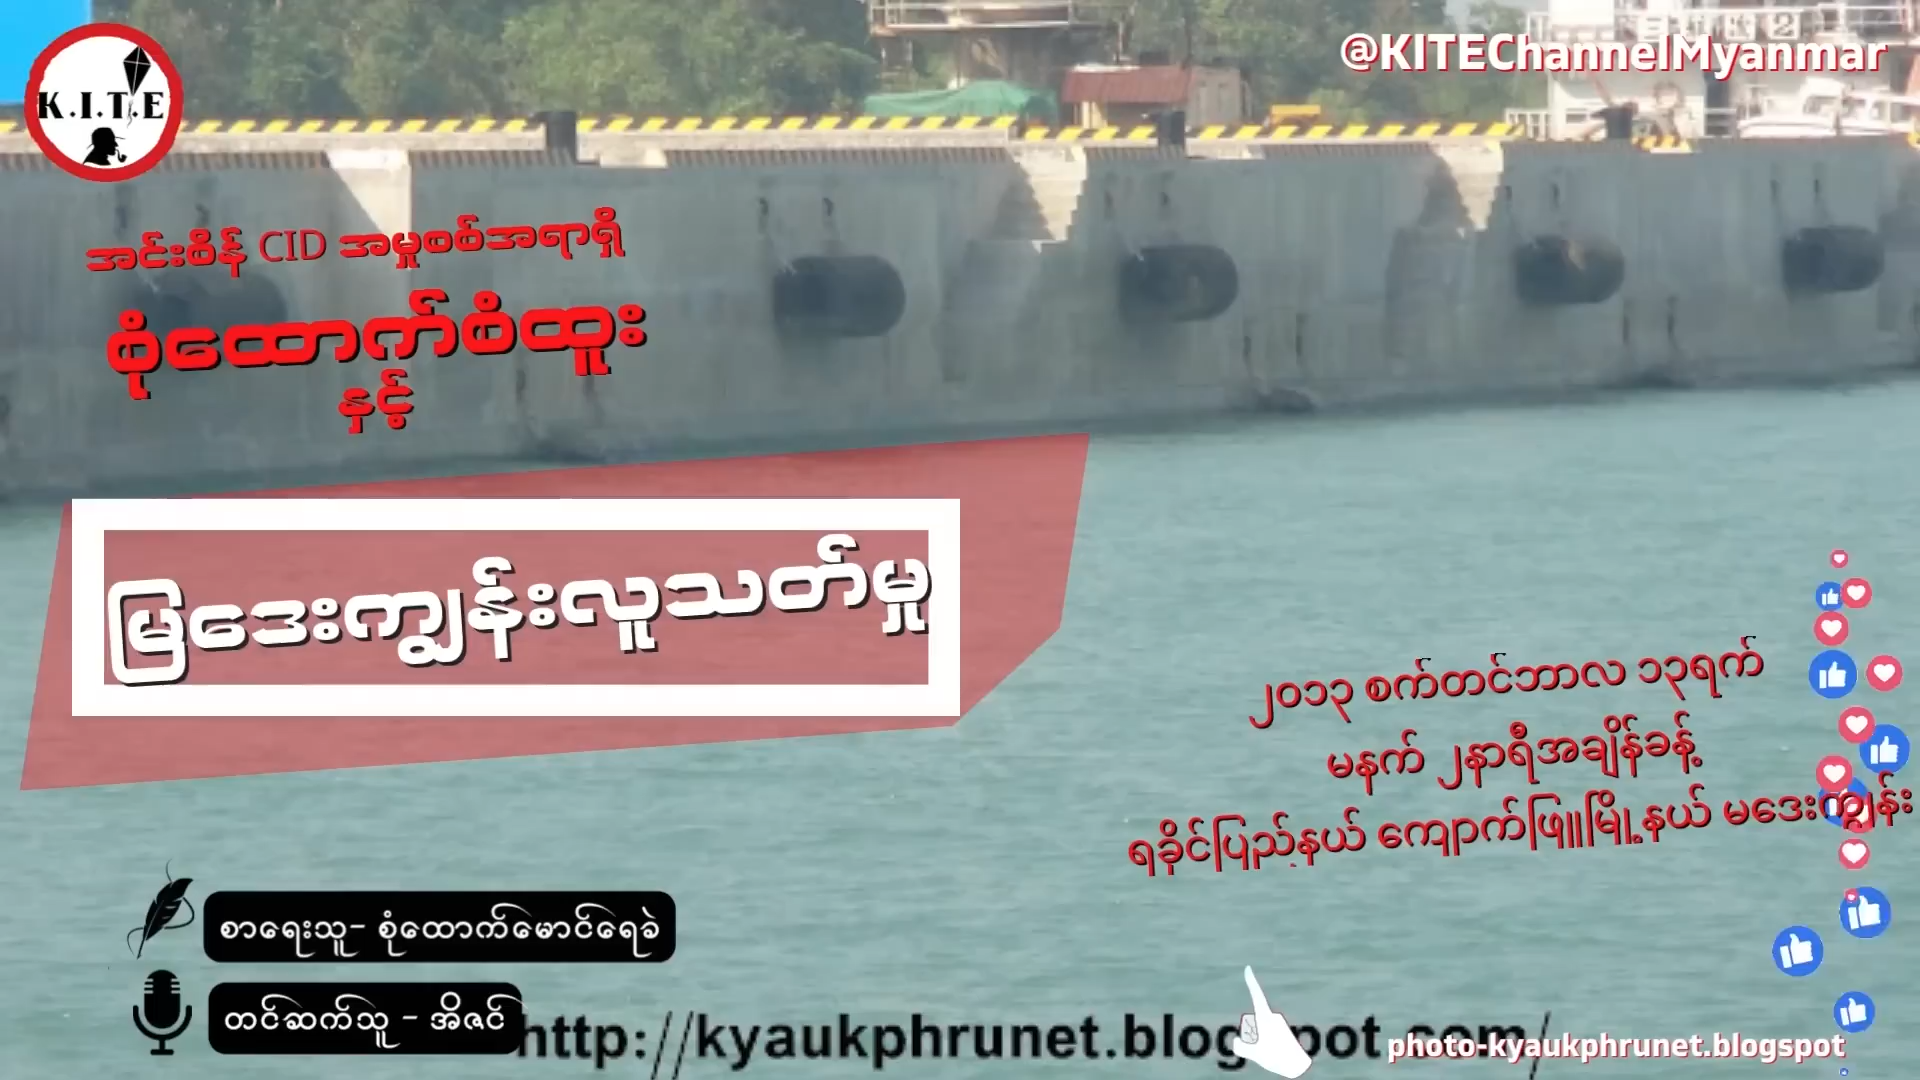 K.I.T.E
@KITEChannelMyanmar
အင်းစိန် CID အမှုစစ်အရာရှိ
စုံထောက်စံထူး
နှင့်
မြဒေးကျွန်းလူသတ်မှု
၂၀၁၃ စက်တင်ဘာလ ၁၃ရက်
မနက် ၂နာရီအချိန်ခန့်
ရခိုင်ပြည်နယ် ကျောက်ဖြူမြို့နယ် မဒေးကျွန်း
စာရေးသူ- စုံထောက်မောင်ရေခဲ
တင်ဆက်သူ - အိဇင်
http://kyaukphrunet.blogspot.com/
photo-kyaukphrunet.blogspot